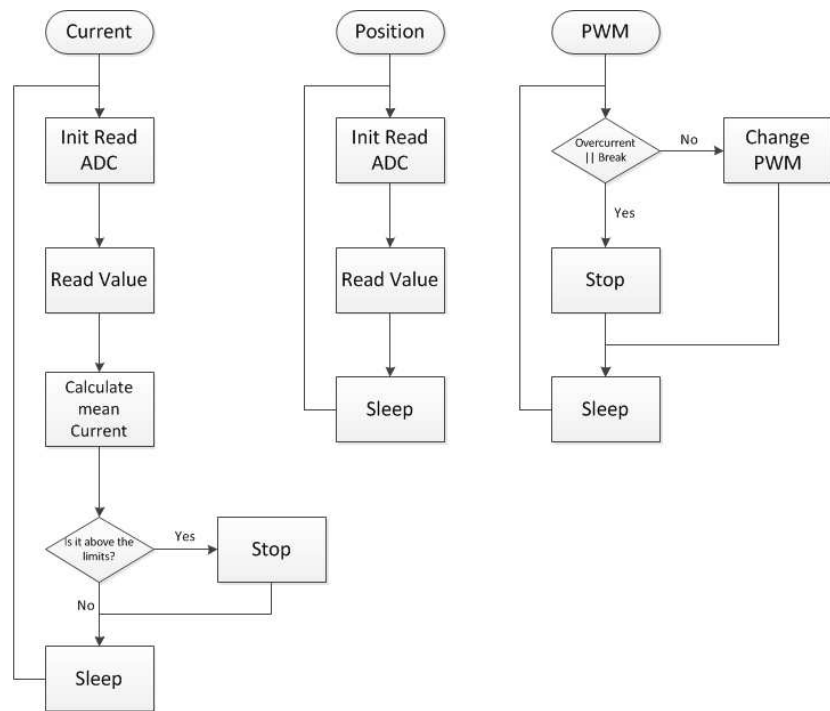 Current
Init Read
ADC
Read Value
Calculate
mean
Current
Is it above the
limits?
Yes
Stop
No
Sleep
Position
Init Read
ADC
Read Value
Sleep
PWM
Overcurrent
|| Break
No
Change
PWM
Yes
Stop
Sleep